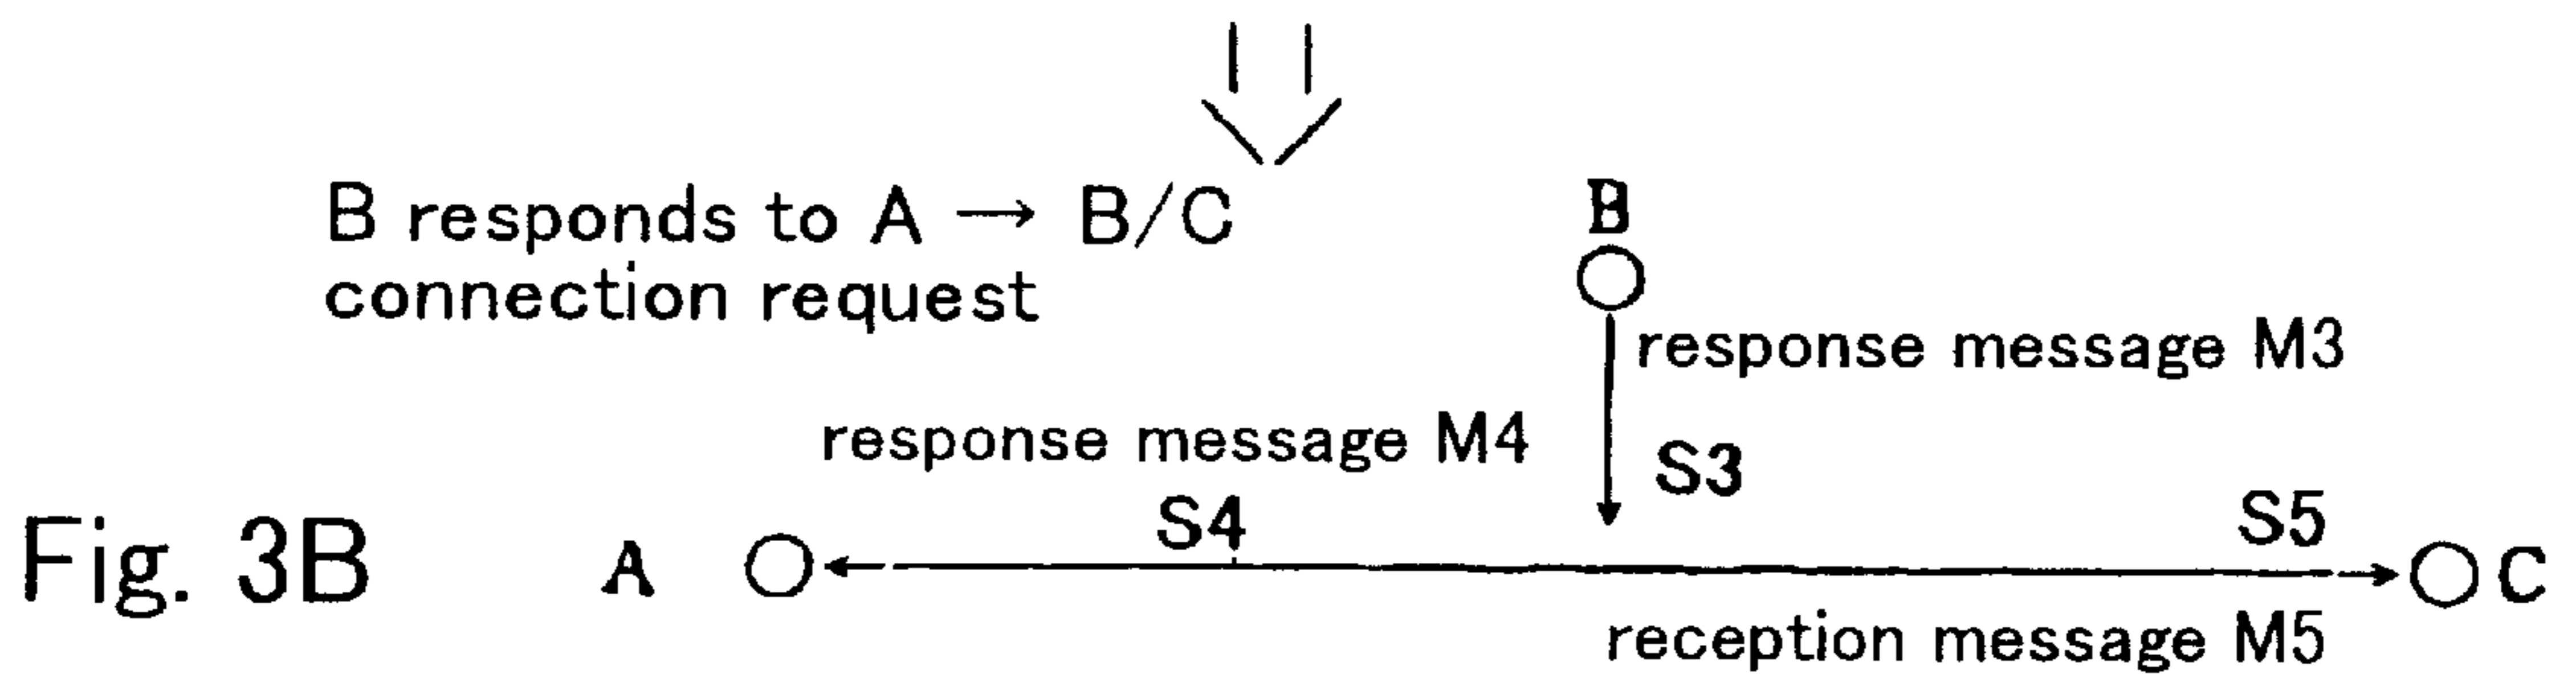 B responds to A → B/C
connection request
B
response message M3
response message M4
S3
S4
S5
Fig. 3B
A
C
reception message M5